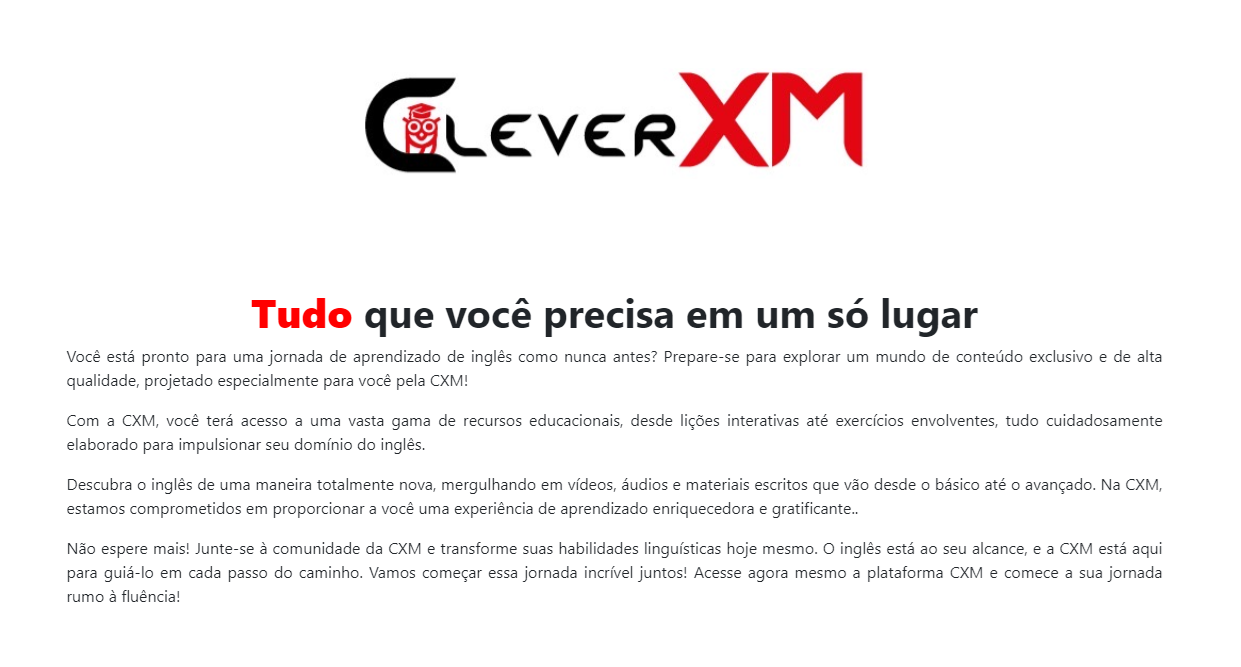 CLEVERXM
Tudo que você precisa em um só lugar
Você está pronto para uma jornada de aprendizado de inglês como nunca antes? Prepare-se para explorar um mundo de conteúdo exclusivo e de alta
qualidade, projetado especialmente para você pela CXM!
Com a CXM, você terá acesso a uma vasta gama de recursos educacionais, desde lições interativas até exercícios envolventes, tudo cuidadosamente
elaborado para impulsionar seu domínio do inglês.
Descubra o inglês de uma maneira totalmente nova, mergulhando em vídeos, áudios e materiais escritos que vão desde o básico até o avançado. Na CXM,
estamos comprometidos em proporcionar a você uma experiência de aprendizado enriquecedora e gratificante..
Não espere mais! Junte-se à comunidade da CXM e transforme suas habilidades linguísticas hoje mesmo. O inglês está ao seu alcance, e a CXM está aqui
para guiá-lo em cada passo do caminho. Vamos começar essa jornada incrível juntos! Acesse agora mesmo a plataforma CXM e comece a sua jornada
rumo à fluência!